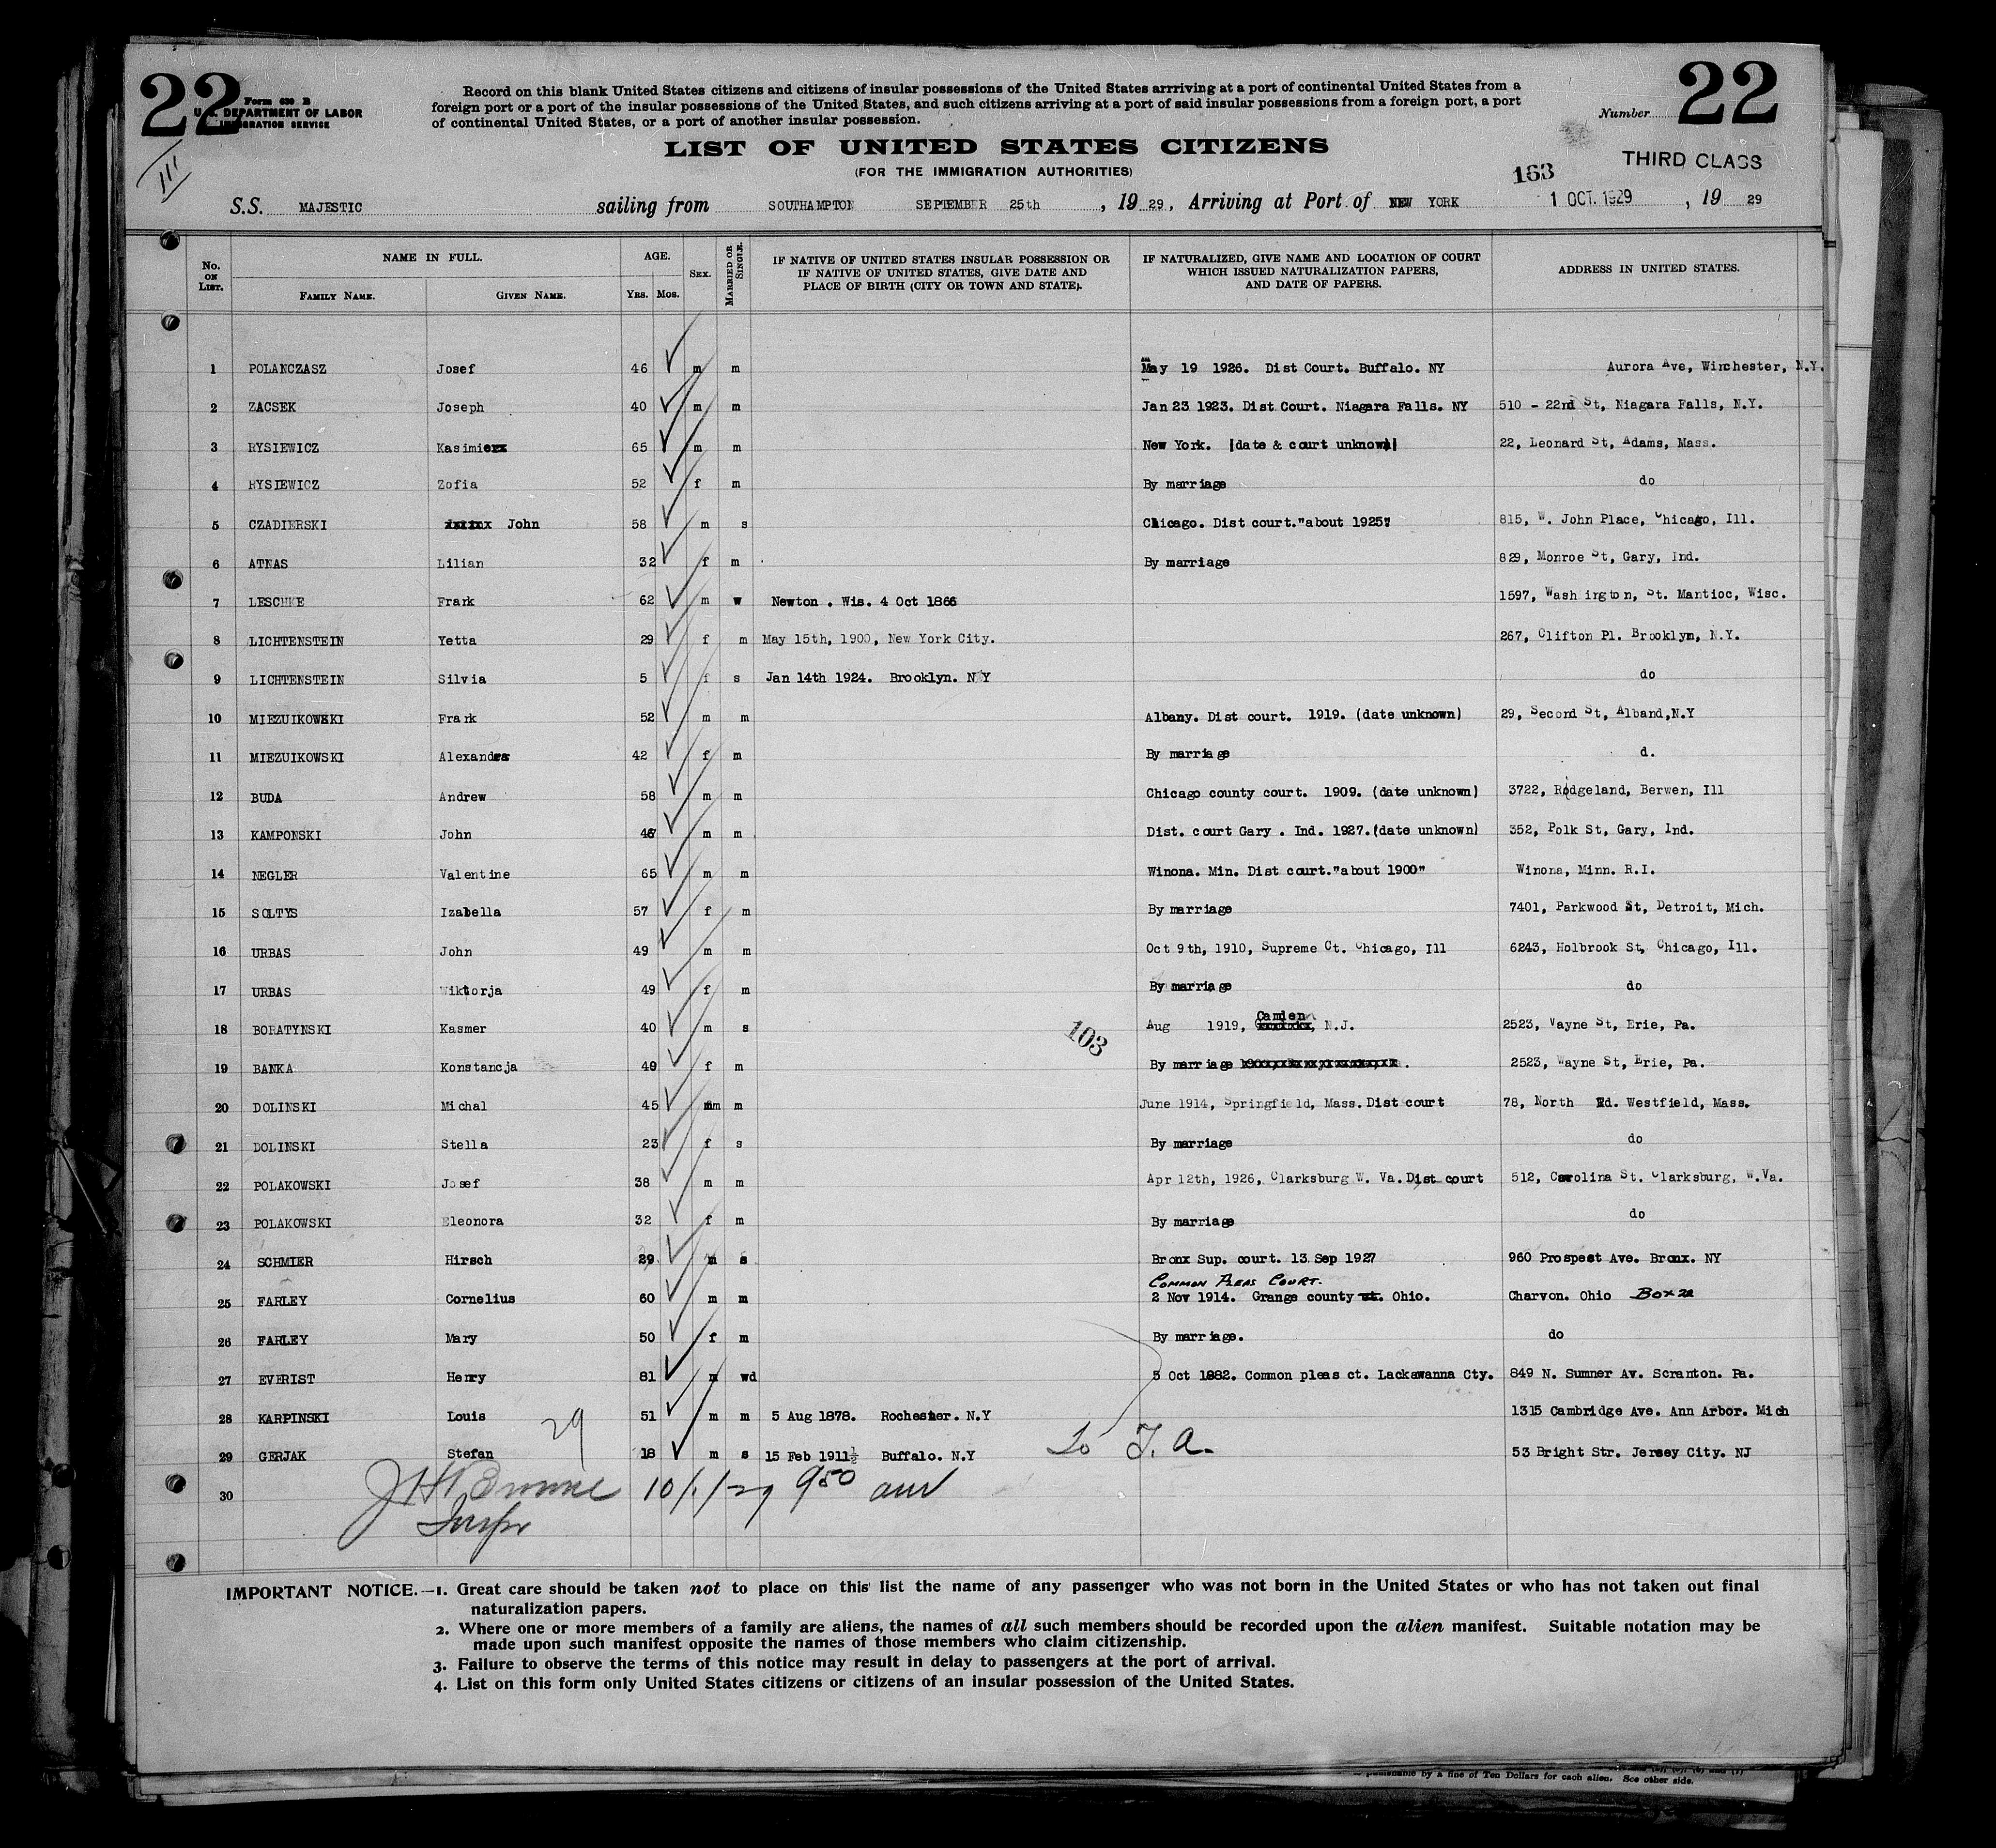 22
Form 630 B
U.S. DEPARTMENT OF LABOR
IMMIGRATION SERVICE
111
Record on this blank United States citizens and citizens of insular possessions of the United States arrriving at a port of continental United States from a
foreign port or a port of the insular possessions of the United States, and such citizens arriving at a port of said insular possessions from a foreign port, a port
of continental United States, or a port of another insular possession.
Number 22
LIST OF UNITED STATES CITIZENS
(FOR THE IMMIGRATION AUTHORITIES)
163
THIRD CLASS
S.S. MAJESTIC sailing from SOUTHAMPTON SEPTEMBER 25th, 1929, Arriving at Port of NEW YORK 1 OCT. 1929, 1929
No. ON LIST. NAME IN FULL. FAMILY NAME. GIVEN NAME. AGE. YRS. MOS. SEX. MARRIED OR SINGLE. IF NATIVE OF UNITED STATES INSULAR POSSESSION OR IF NATIVE OF UNITED STATES, GIVE DATE AND PLACE OF BIRTH (CITY OR TOWN AND STATE). IF NATURALIZED, GIVE NAME AND LOCATION OF COURT WHICH ISSUED NATURALIZATION PAPERS, AND DATE OF PAPERS. ADDRESS IN UNITED STATES.
1 POLANCZASZ Josef 46 m m May 19 1926. Dist Court. Buffalo. NY Aurora Ave, Winchester, N.Y.
2 ZACSEK Joseph 40 m m Jan 23 1923. Dist Court. Niagara Falls. NY 510 - 22nd St, Niagara Falls, N.Y.
3 RYSIEWICZ Kasimierx 65 m m New York. (date & court unknown) 22, Leonard St, Adams, Mass.
4 RYSIEWICZ Zofia 52 f m By marriage do
5 CZADIERSKI John 58 m s Chicago. Dist court."about 1925" 815, W. John Place, Chicago, Ill.
6 ATNAS Lilian 32 f m By marriage 829, Monroe St, Gary, Ind.
7 LESCHKE Frark 62 m w Newton . Wis. 4 Oct 1866 1597, Washington, St. Mantioc, Wisc.
8 LICHTENSTEIN Yetta 29 f m May 15th, 1900, New York City. 267, Clifton Pl. Brooklyn, N.Y.
9 LICHTENSTEIN Silvia 5 f s Jan 14th 1924. Brooklyn. NY do
10 MIEZUIKOWSKI Frark 52 m m Albany. Dist court. 1919. (date unknown) 29, Second St, Alband,N.Y
11 MIEZUIKOWSKI Alexandra 42 f m By marriage d.
12 BUDA Andrew 58 m m Chicago county court. 1909. (date unknown) 3722, Ridgeland, Berwen, Ill
13 KAMPONSKI John 47 m m Dist. court Gary . Ind. 1927.(date unknown) 352, Polk St, Gary, Ind.
14 NEGLER Valentine 65 m m Winona. Min. Dist court."about 1900" Winona, Minn. R.I.
15 SOLTYS Izabella 57 f m By marriage 7401, Parkwood St, Detroit, Mich.
16 URBAS John 49 m m Oct 9th, 1910, Supreme Ct. Chicago, Ill 6243, Holbrook St, Chicago, Ill.
17 URBAS Wiktorja 49 f m By marriage do
18 BORATYNSKI Kasmer 40 m s Aug 1919, Camden, N.J. 2523, Wayne St, Erie, Pa.
103
19 BANKA Konstancja 49 f m By marriage 2523, Wayne St, Erie, Pa.
20 DOLINSKI Michal 45 m m June 1914, Springfield, Mass. Dist court 78, North Rd. Westfield, Mass.
21 DOLINSKI Stella 23 f s By marriage do
22 POLAKOWSKI Josef 38 m m Apr 12th, 1926, Clarksburg W. Va. Dist court 512, Carolina St. Clarksburg, W.Va.
23 POLAKOWSKI Eleonora 32 f m By marriage do
24 SCHMIER Hirsch 29 m s Bronx Sup. court. 13 Sep 1927 960 Prospect Ave. Bronx. NY
COMMON PLEAS COURT.
25 FARLEY Cornelius 60 m m 2 Nov 1914. Grange county ct. Ohio. Charvon. Ohio Box 22
26 FARLEY Mary 50 f m By marriage. do
27 EVERIST Henry 81 m wd 5 Oct 1882. Common pleas ct. Lackawanna Cty. 849 N. Sumner Av. Scranton. Pa.
28 KARPINSKI Louis 51 m m 5 Aug 1878. Rochester. N.Y 1315 Cambridge Ave. Ann Arbor. Mich
29 GERJAK Stefan 18 m s 15 Feb 1911½ Buffalo. N.Y 53 Bright Str. Jersey City. NJ
29
to T. A.
30 10/1/29 9 50 am
IMPORTANT NOTICE.—1. Great care should be taken not to place on this list the name of any passenger who was not born in the United States or who has not taken out final
naturalization papers.
2. Where one or more members of a family are aliens, the names of all such members should be recorded upon the alien manifest. Suitable notation may be
made upon such manifest opposite the names of those members who claim citizenship.
3. Failure to observe the terms of this notice may result in delay to passengers at the port of arrival.
4. List on this form only United States citizens or citizens of an insular possession of the United States.
by a fine of Ten Dollars for each alien. See other side.